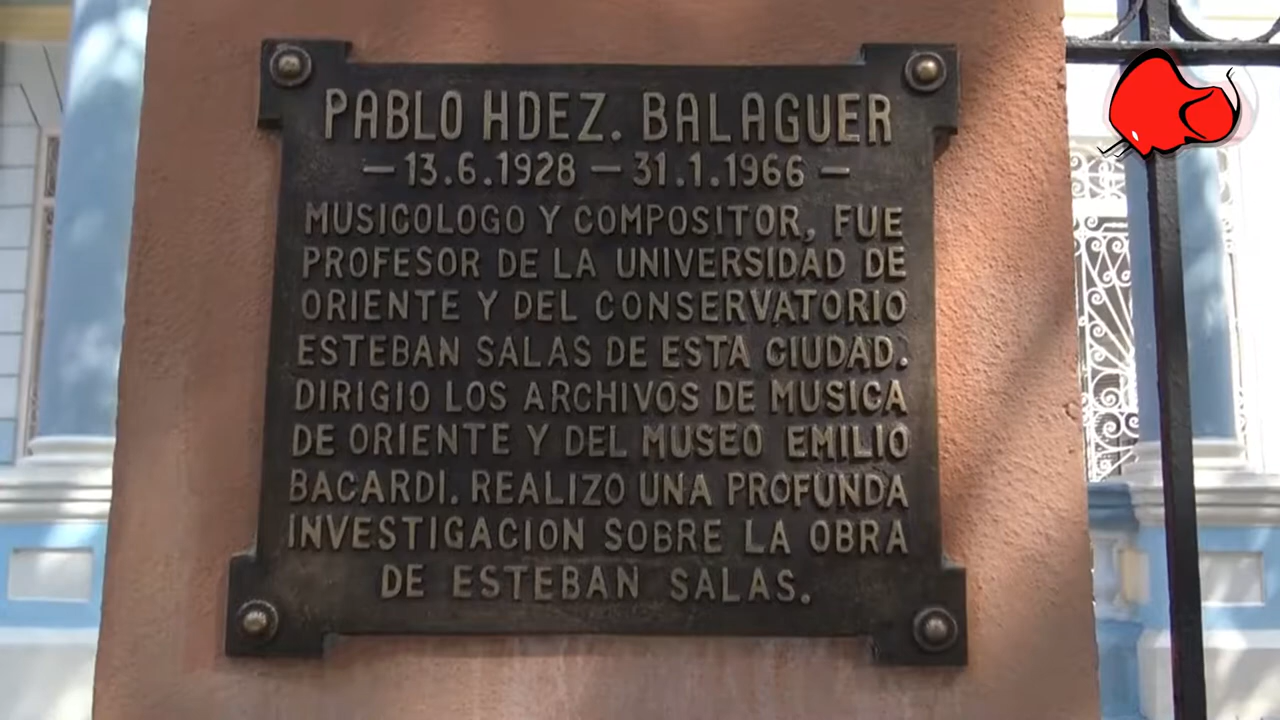 PABLO HDEZ. BALAGUER
— 13.6.1928 — 31.1.1966 —
MUSICOLOGO Y COMPOSITOR, FUE
PROFESOR DE LA UNIVERSIDAD DE
ORIENTE Y DEL CONSERVATORIO
ESTEBAN SALAS DE ESTA CIUDAD.
DIRIGIO LOS ARCHIVOS DE MUSICA
DE ORIENTE Y DEL MUSEO EMILIO
BACARDI. REALIZO UNA PROFUNDA
INVESTIGACION SOBRE LA OBRA
DE ESTEBAN SALAS.